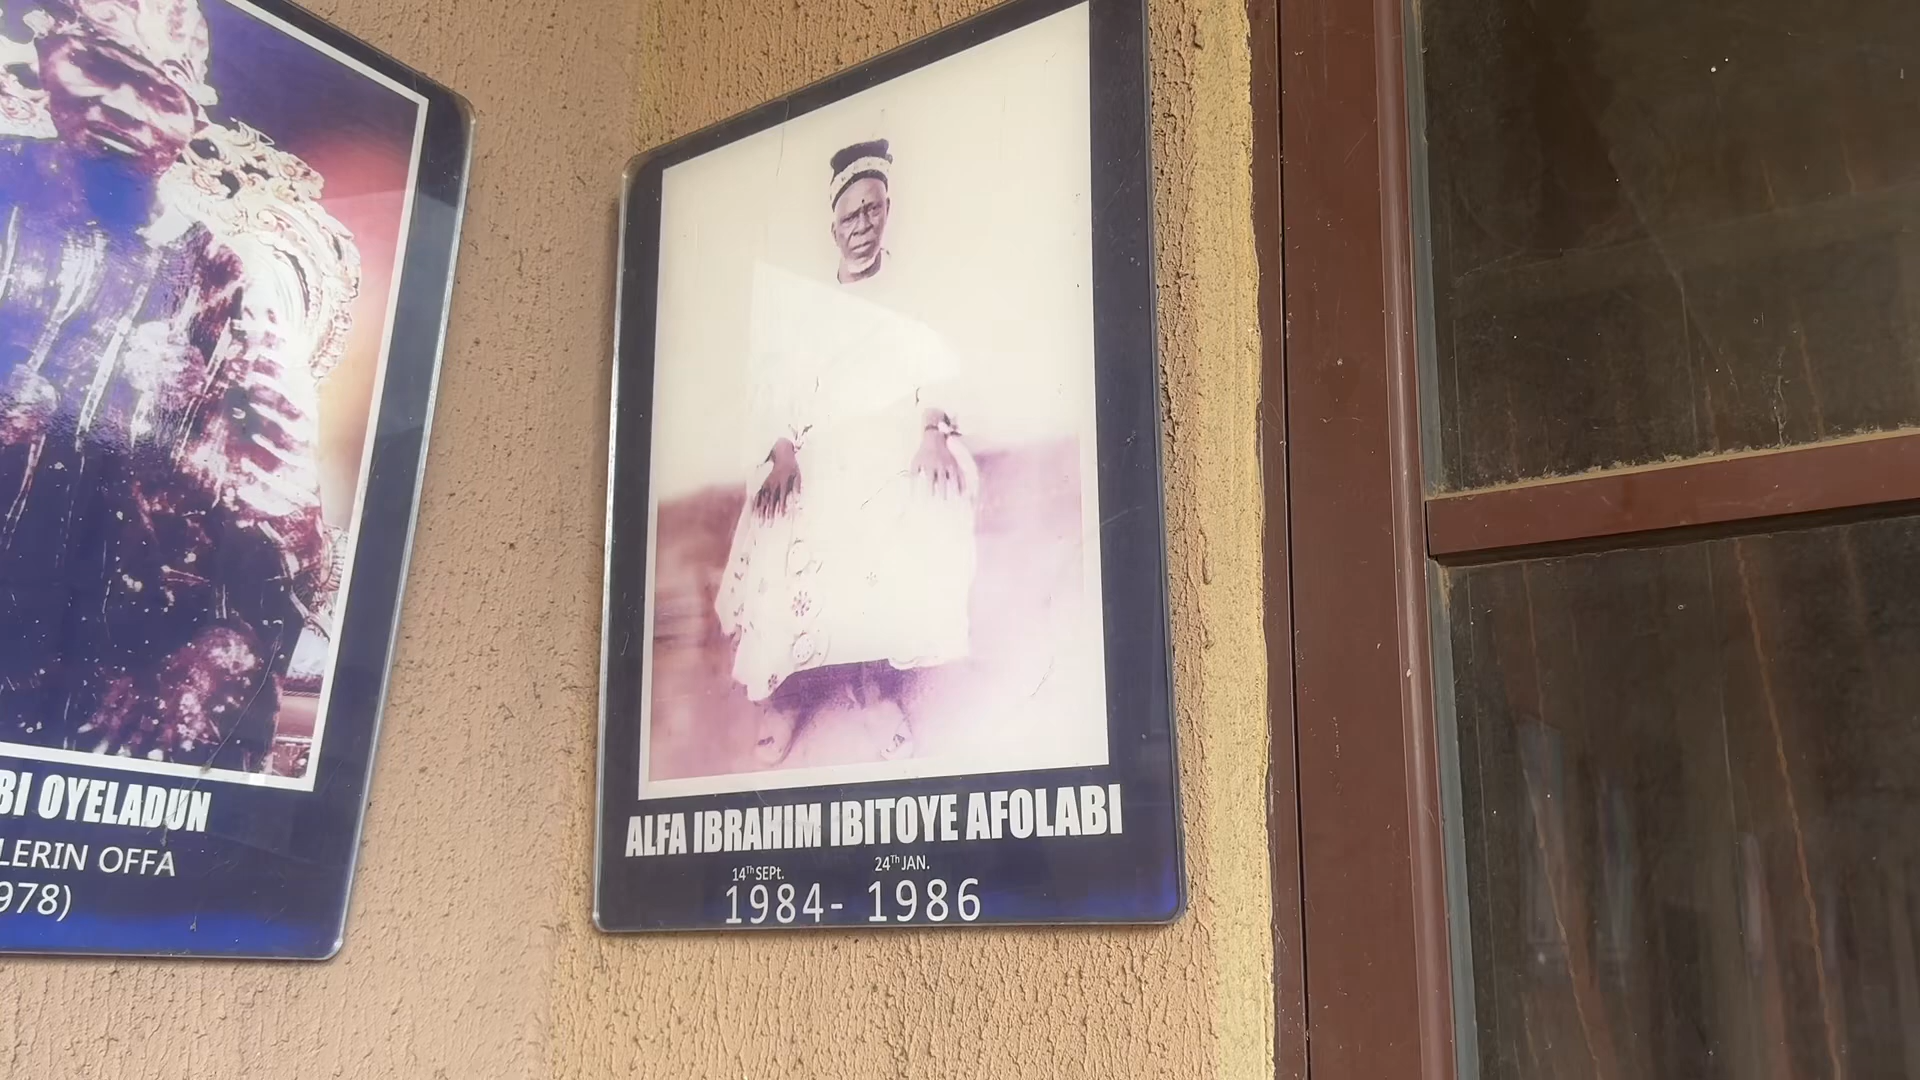 BI OYELADUN
LERIN OFFA
978)
ALFA IBRAHIM IBITOYE AFOLABI
14Th SEPt. 24Th JAN.
1984- 1986